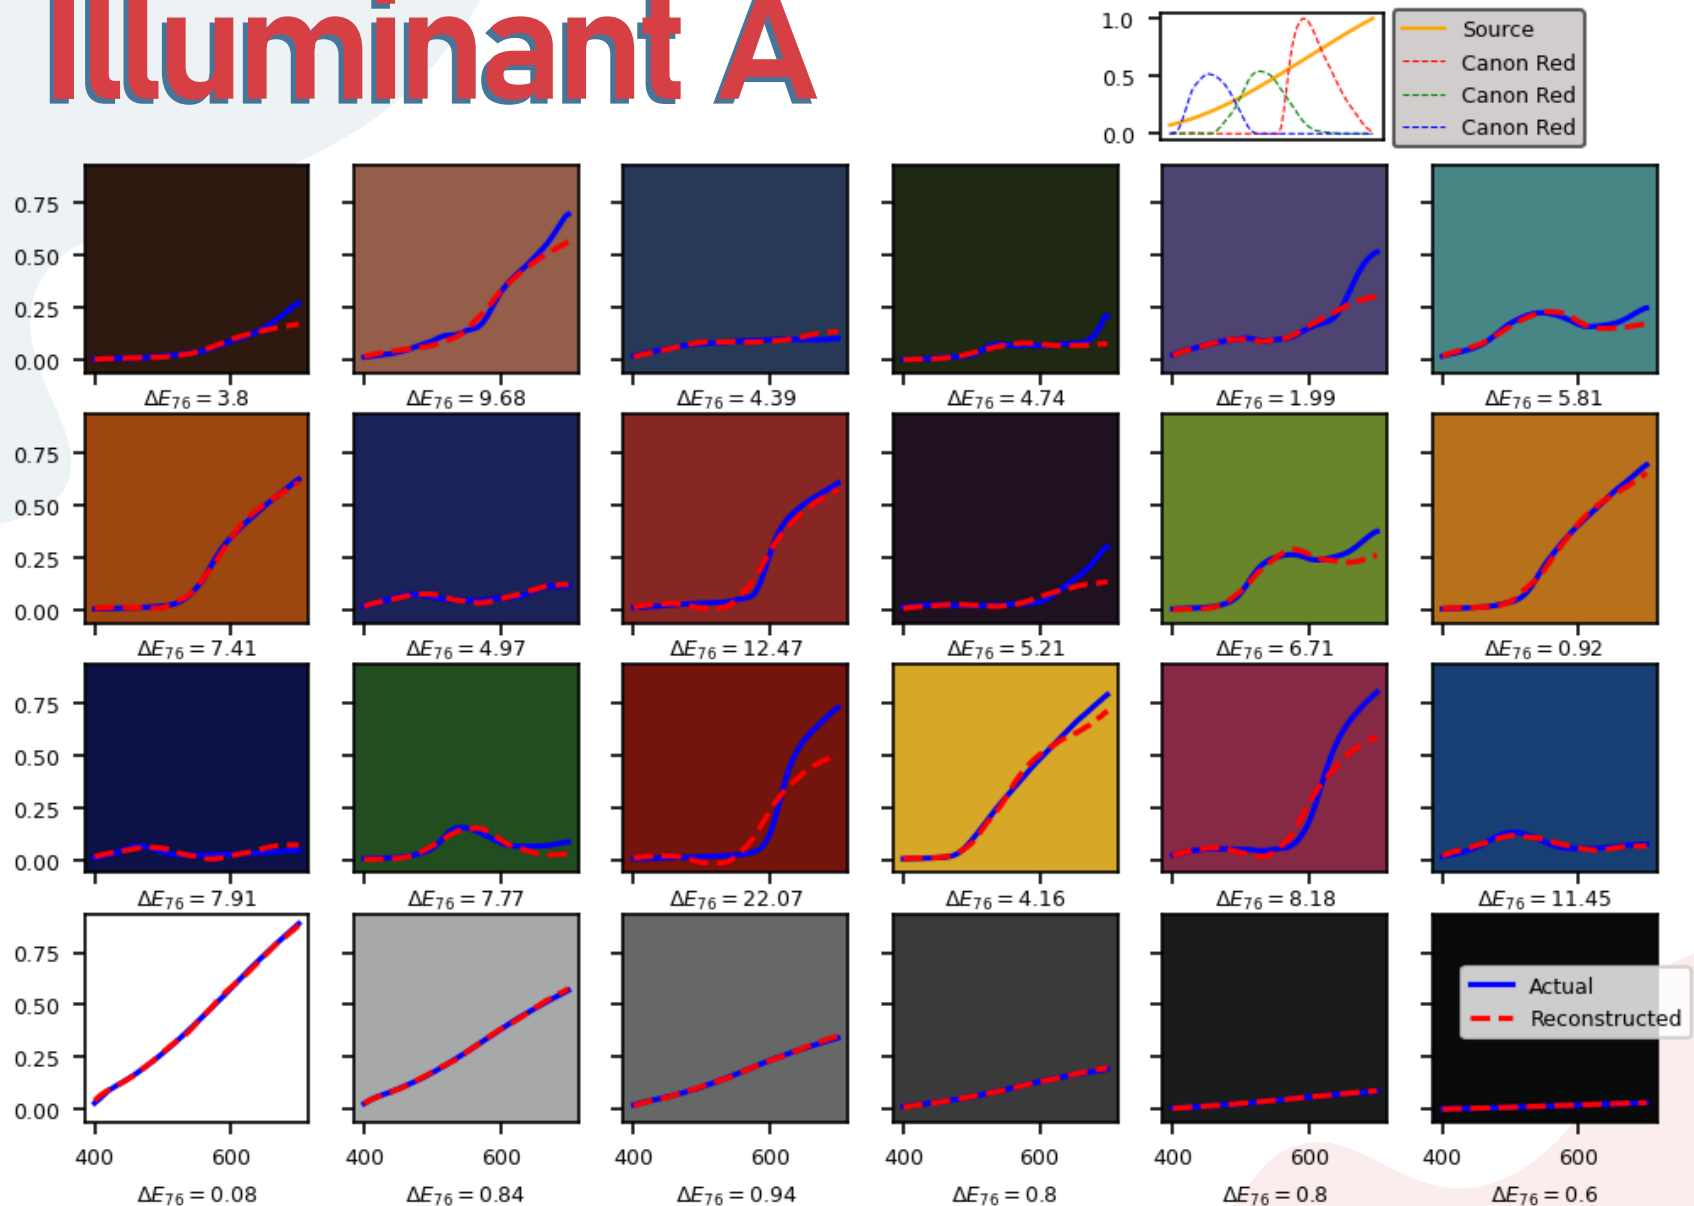 Illuminant A
1.0
0.5
0.0
Source
Canon Red
Canon Red
Canon Red
0.75
0.50
0.25
0.00
ΔE76 = 3.8 ΔE76 = 9.68 ΔE76 = 4.39 ΔE76 = 4.74 ΔE76 = 1.99 ΔE76 = 5.81
0.75
0.50
0.25
0.00
ΔE76 = 7.41 ΔE76 = 4.97 ΔE76 = 12.47 ΔE76 = 5.21 ΔE76 = 6.71 ΔE76 = 0.92
0.75
0.50
0.25
0.00
ΔE76 = 7.91 ΔE76 = 7.77 ΔE76 = 22.07 ΔE76 = 4.16 ΔE76 = 8.18 ΔE76 = 11.45
0.75
0.50
0.25
0.00
Actual
Reconstructed
400 600 400 600 400 600 400 600 400 600 400 600
ΔE76 = 0.08 ΔE76 = 0.84 ΔE76 = 0.94 ΔE76 = 0.8 ΔE76 = 0.8 ΔE76 = 0.6